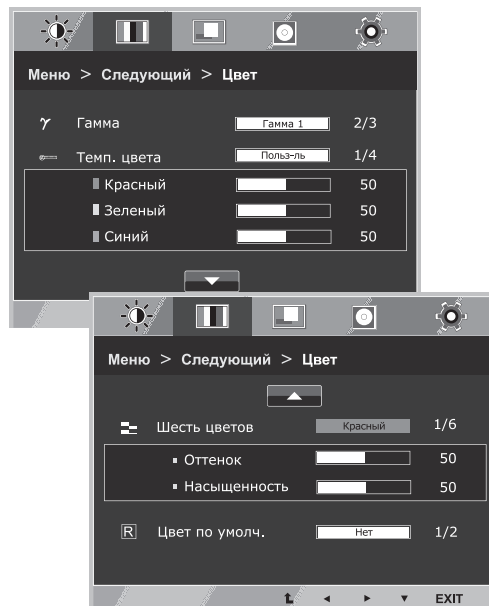 Меню > Следующий > Цвет
γ Гамма Гамма 1 2/3
Темп. цвета Польз-ль 1/4
Красный 50
Зеленый 50
Синий 50
Меню > Следующий > Цвет
Шесть цветов Красный 1/6
Оттенок 50
Насыщенность 50
R Цвет по умолч. Нет 1/2
EXIT